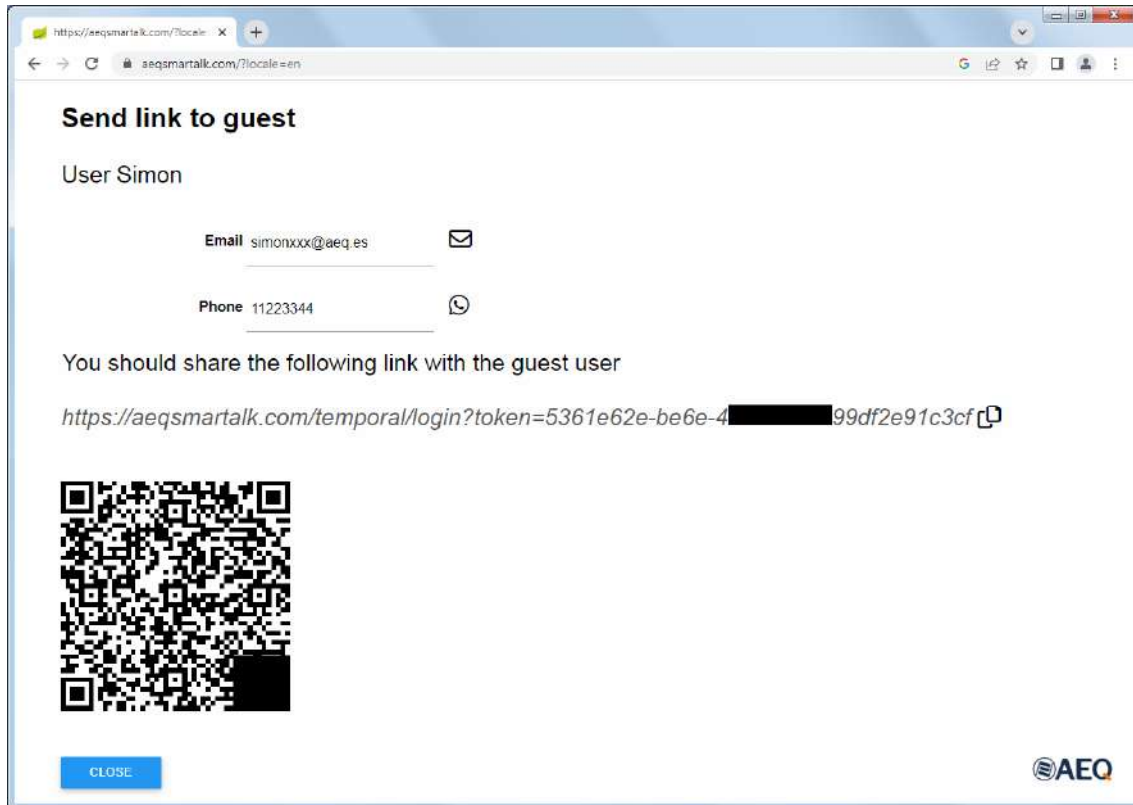 https://aeqsmartalk.com/?locale
aeqsmartalk.com/?locale=en
Send link to guest
User Simon
Email simonxxx@aeq.es
Phone 11223344
You should share the following link with the guest user
https://aeqsmartalk.com/temporal/login?token=5361e62e-be6e-4 99df2e91c3cf
CLOSE
AEQ